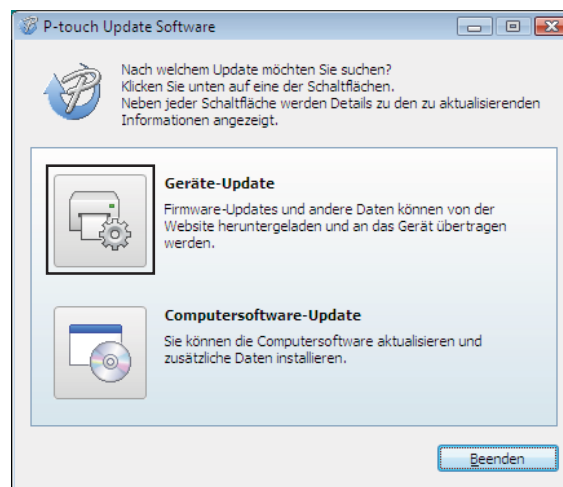 P-touch Update Software
Nach welchem Update möchten Sie suchen?
Klicken Sie unten auf eine der Schaltflächen.
Neben jeder Schaltfläche werden Details zu den zu aktualisierenden
Informationen angezeigt.
Geräte-Update
Firmware-Updates und andere Daten können von der
Website heruntergeladen und an das Gerät übertragen
werden.
Computersoftware-Update
Sie können die Computersoftware aktualisieren und
zusätzliche Daten installieren.
Beenden